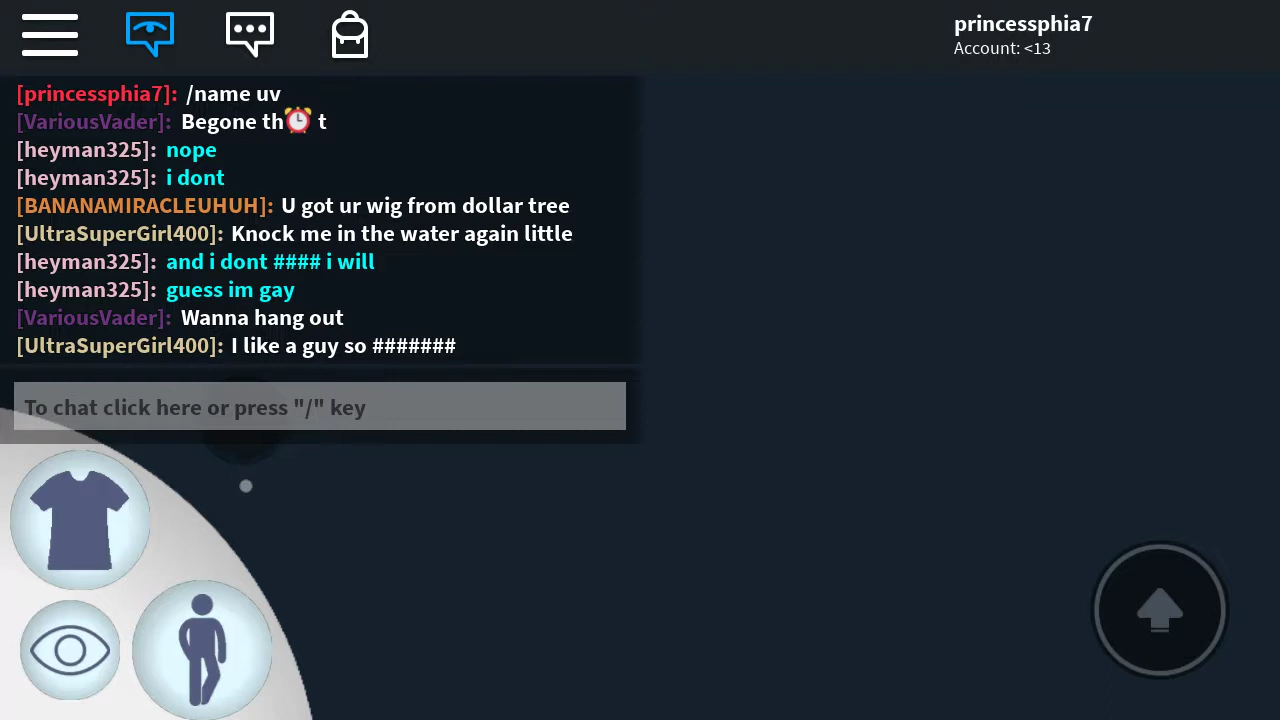 princessphia7
Account: <13
[princessphia7]: /name uv
[VariousVader]: Begone th⏰ t
[heyman325]: nope
[heyman325]: i dont
[BANANAMIRACLEUHUH]: U got ur wig from dollar tree
[UltraSuperGirl400]: Knock me in the water again little
[heyman325]: and i dont #### i will
[heyman325]: guess im gay
[VariousVader]: Wanna hang out
[UltraSuperGirl400]: I like a guy so #######
To chat click here or press "/" key